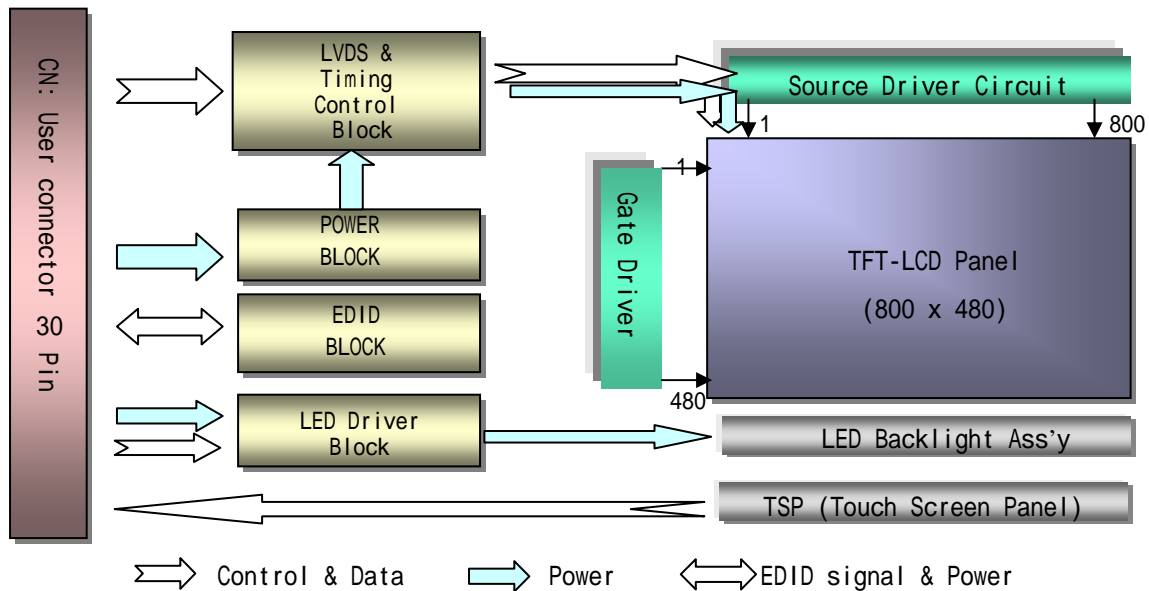 CN: User connector 30 Pin
LVDS &
Timing
Control
Block
POWER
BLOCK
EDID
BLOCK
LED Driver
Block
Source Driver Circuit
1
800
Gate Driver
1
480
TFT-LCD Panel
(800 x 480)
LED Backlight Ass'y
TSP (Touch Screen Panel)
Control & Data
Power
EDID signal & Power